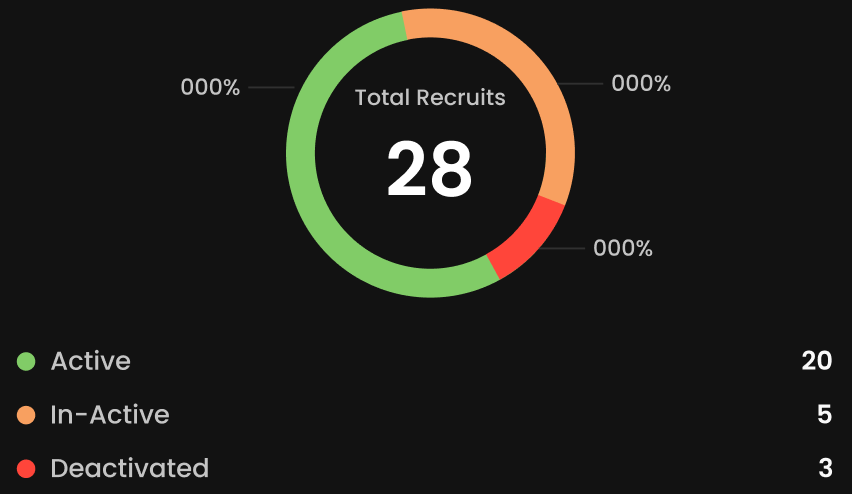 000%
000%
Total Recruits
28
000%
Active 20
In-Active 5
Deactivated 3